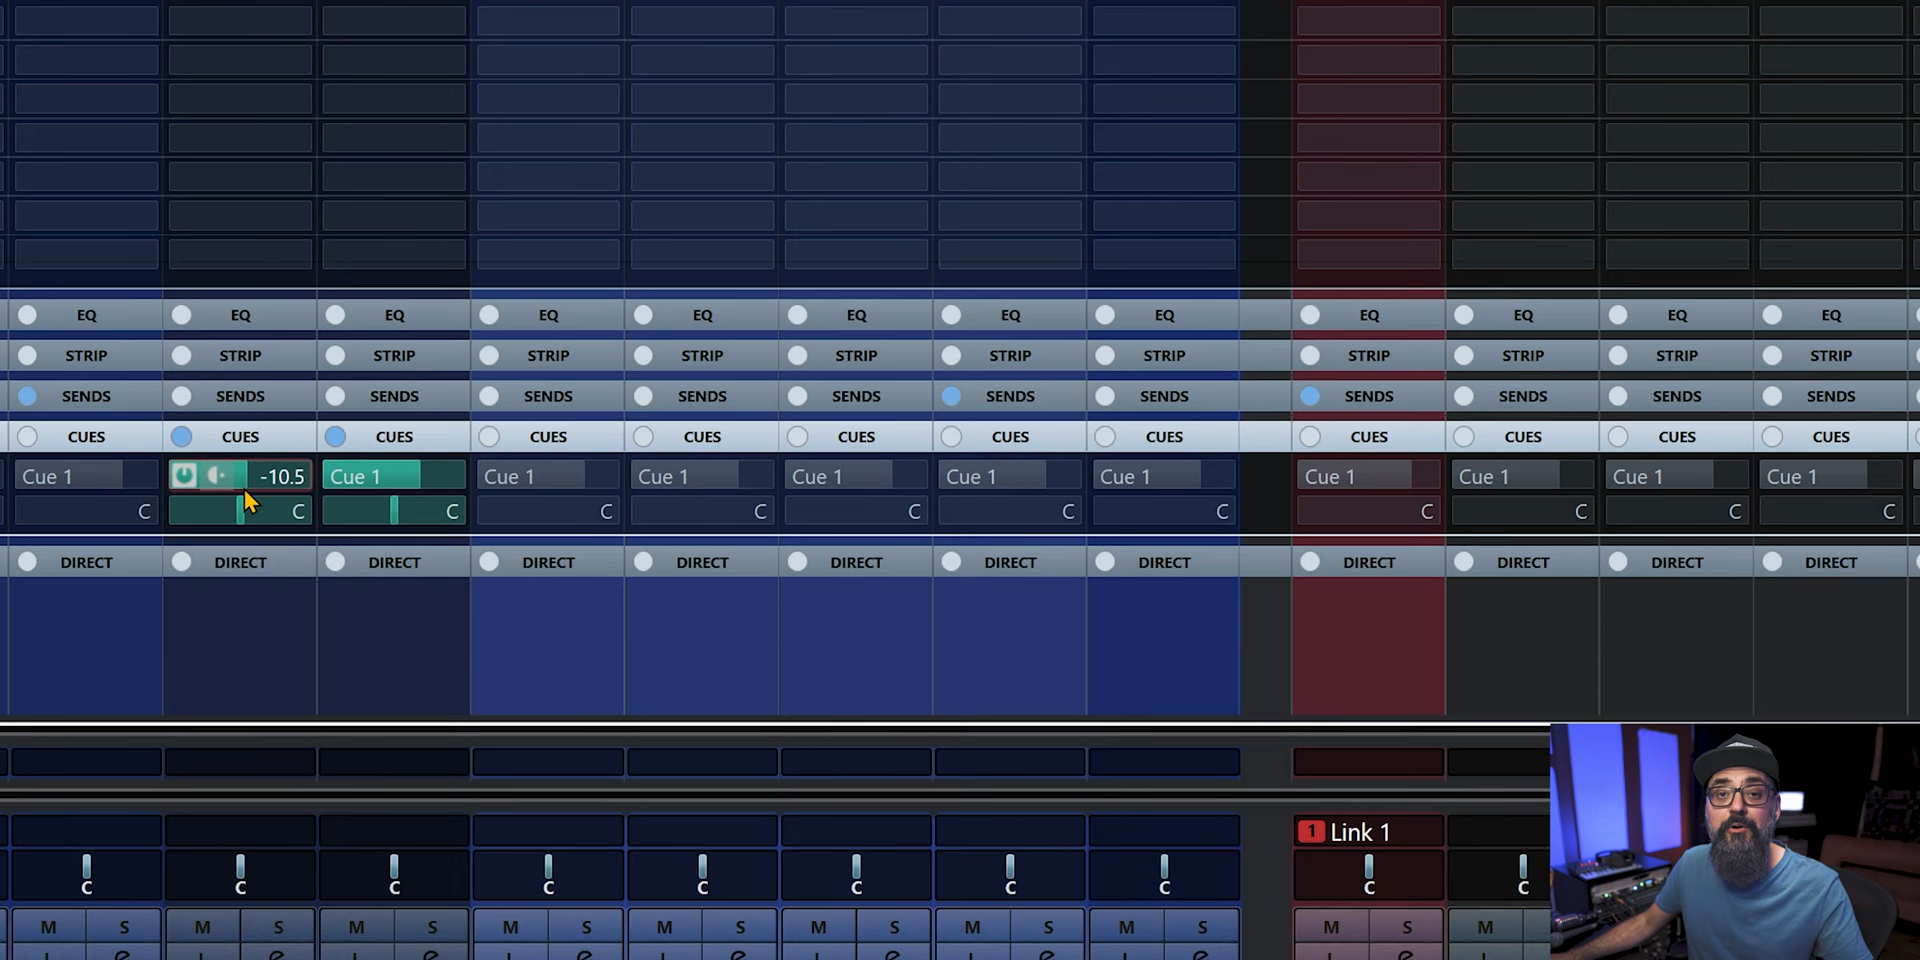 EQ EQ EQ EQ EQ EQ EQ EQ EQ EQ EQ EQ
STRIP STRIP STRIP STRIP STRIP STRIP STRIP STRIP STRIP STRIP STRIP STRIP
SENDS SENDS SENDS SENDS SENDS SENDS SENDS SENDS SENDS SENDS SENDS SENDS
CUES CUES CUES CUES CUES CUES CUES CUES CUES CUES CUES CUES
Cue 1 -10.5 Cue 1 Cue 1 Cue 1 Cue 1 Cue 1 Cue 1 Cue 1 Cue 1 Cue 1 Cue 1
C C C C C C C C C C C C
DIRECT DIRECT DIRECT DIRECT DIRECT DIRECT DIRECT DIRECT DIRECT DIRECT DIRECT DIRECT
1 Link 1
C C C C C C C C C C
M S M S M S M S M S M S M S M S M S M